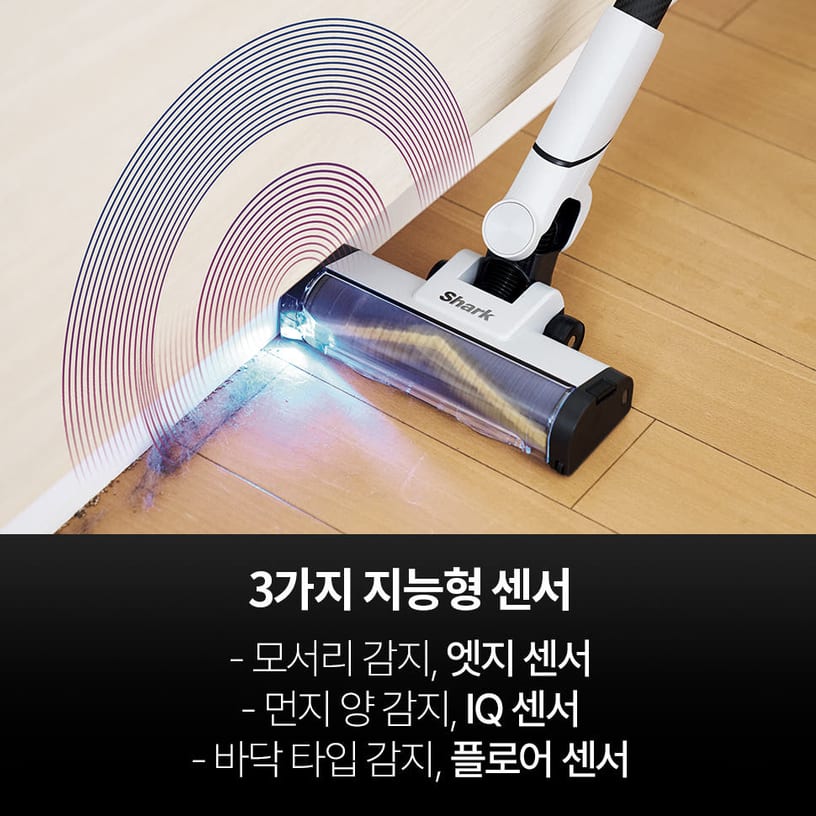 Shark
3가지 지능형 센서
- 모서리 감지, 엣지 센서
- 먼지 양 감지, IQ 센서
- 바닥 타입 감지, 플로어 센서